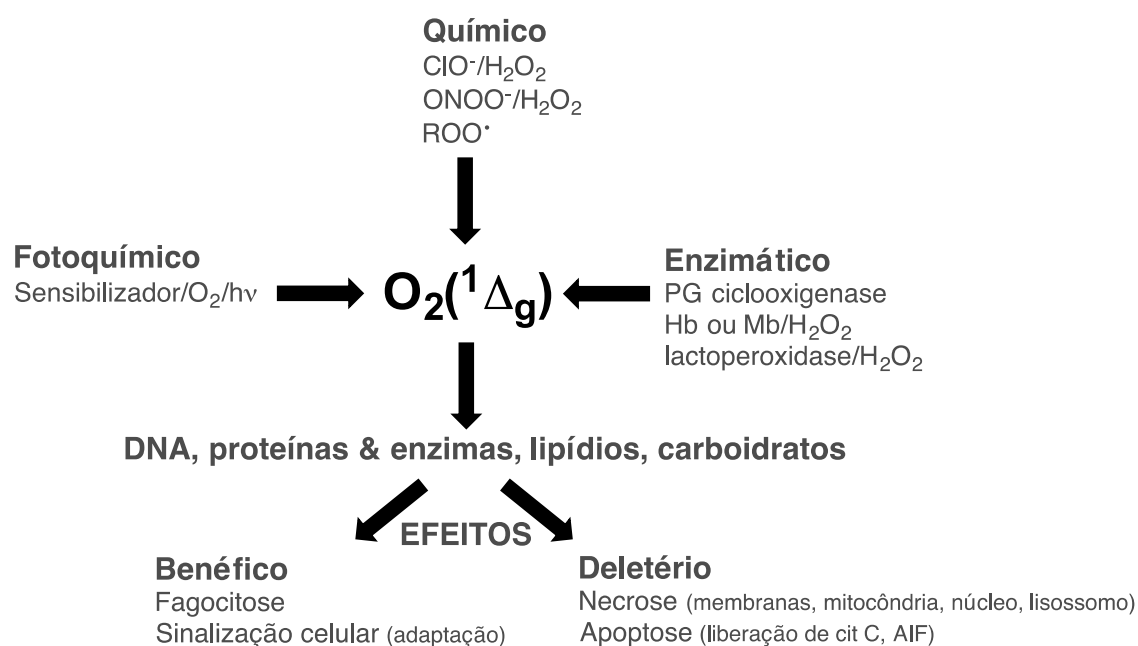 Químico
ClO⁻/H₂O₂
ONOO⁻/H₂O₂
ROO•
Fotoquímico
Sensibilizador/O₂/hν
O₂(¹Δg)
Enzimático
PG ciclooxigenase
Hb ou Mb/H₂O₂
lactoperoxidase/H₂O₂
DNA, proteínas & enzimas, lipídios, carboidratos
EFEITOS
Benéfico
Fagocitose
Sinalização celular (adaptação)
Deletério
Necrose (membranas, mitocôndria, núcleo, lisossomo)
Apoptose (liberação de cit C, AIF)